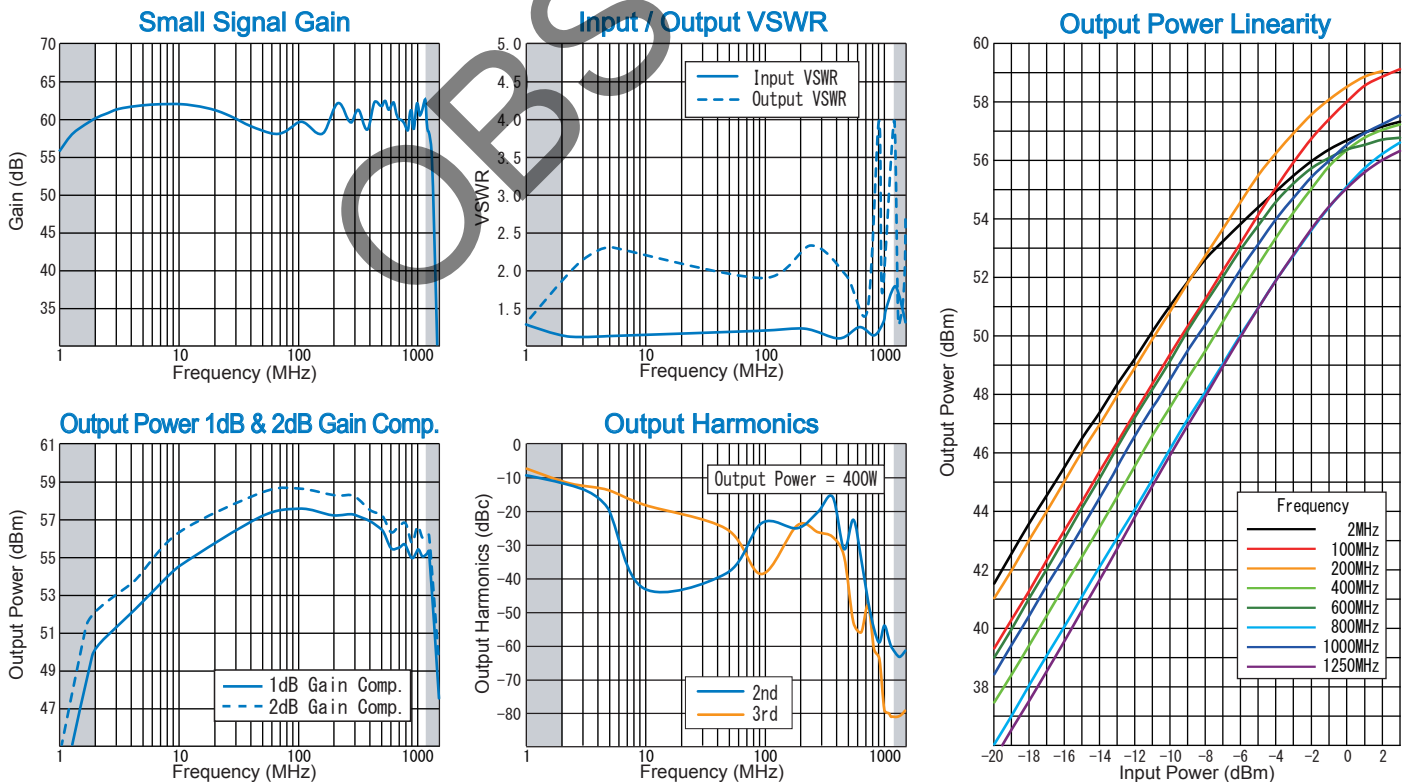 Small Signal Gain
70
65
60
55
50
45
40
35
Gain (dB)
1
10
100
1000
Frequency (MHz)
Input / Output VSWR
5.0
4.5
4.0
3.5
3.0
2.5
2.0
1.5
VSWR
Input VSWR
Output VSWR
1
10
100
1000
Frequency (MHz)
Output Power 1dB & 2dB Gain Comp.
61
59
57
55
53
51
49
47
Output Power (dBm)
1dB Gain Comp.
2dB Gain Comp.
1
10
100
1000
Frequency (MHz)
Output Harmonics
0
-10
-20
-30
-40
-50
-60
-70
-80
Output Harmonics (dBc)
Output Power = 400W
2nd
3rd
1
10
100
1000
Frequency (MHz)
Output Power Linearity
60
58
56
54
52
50
48
46
44
42
40
38
Output Power (dBm)
Frequency
2MHz
100MHz
200MHz
400MHz
600MHz
800MHz
1000MHz
1250MHz
-20 -18 -16 -14 -12 -10 -8 -6 -4 -2 0 2
Input Power (dBm)
OBS